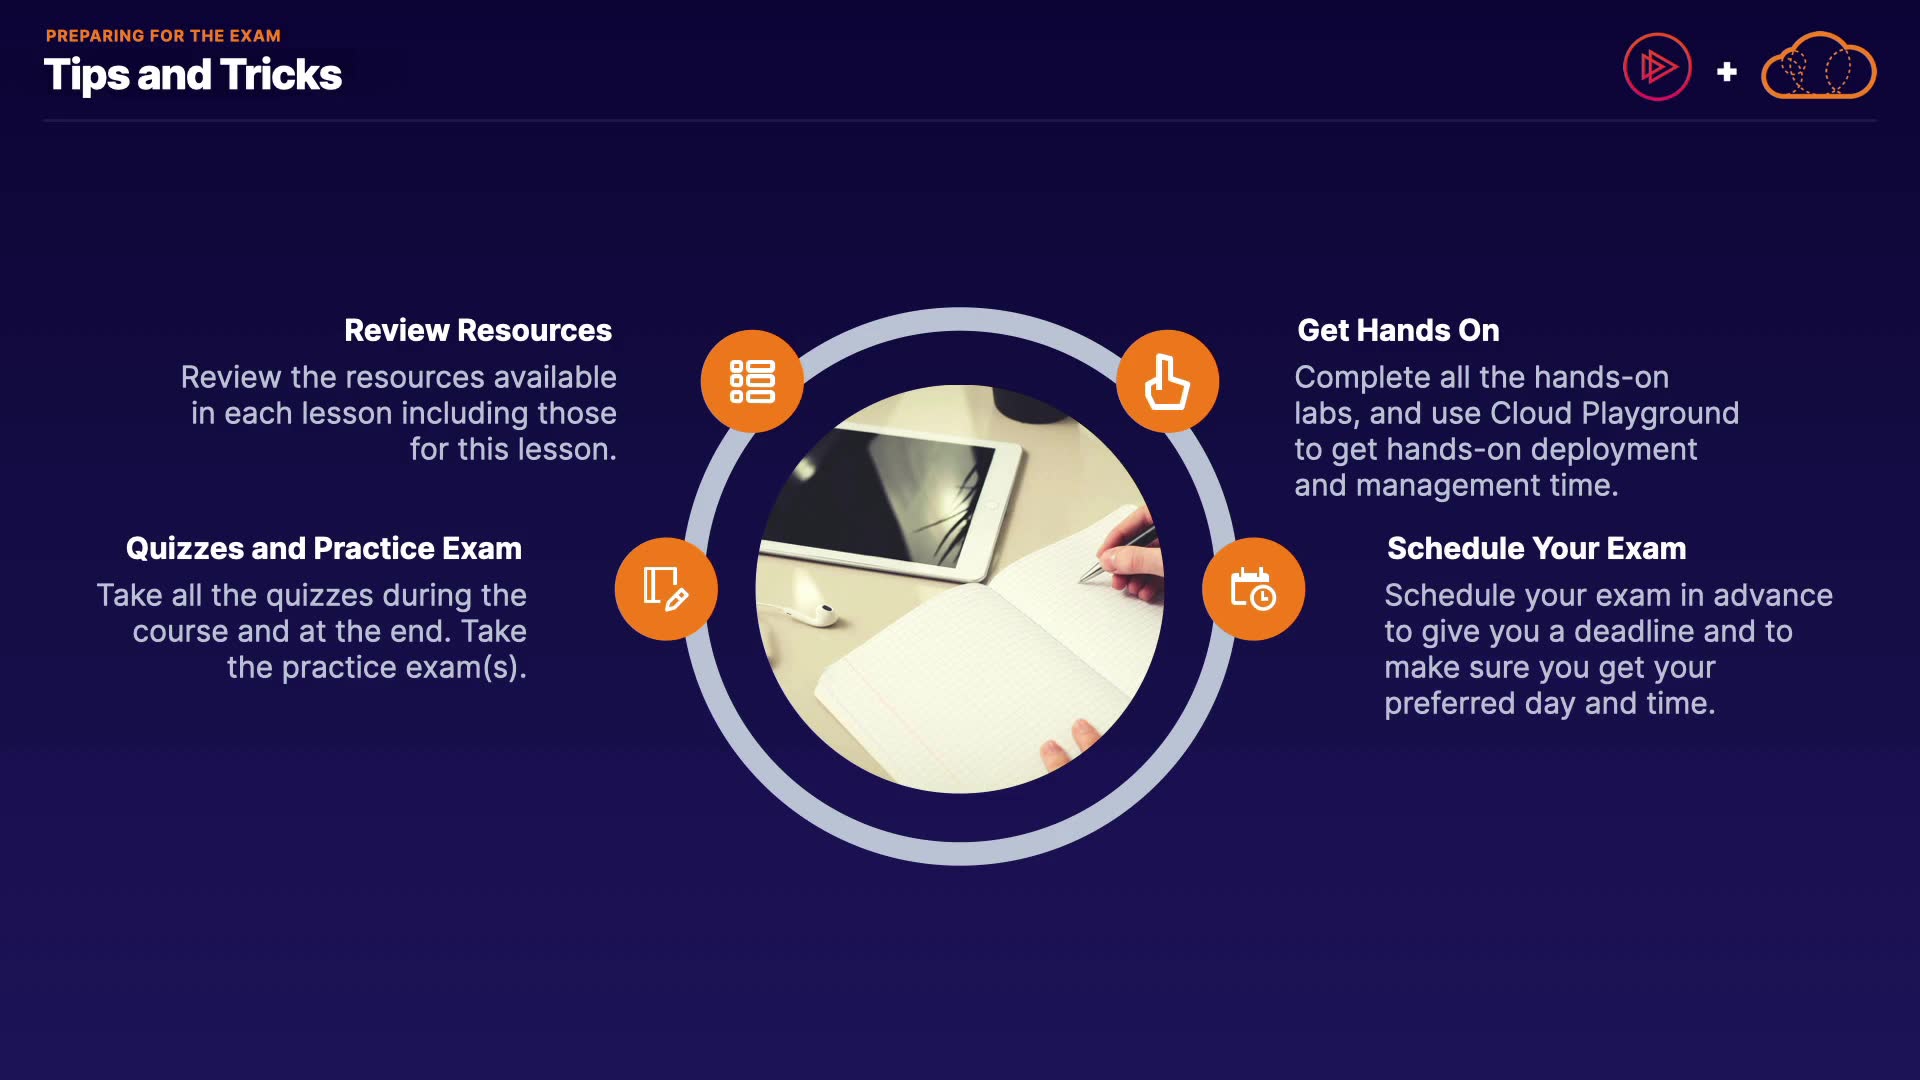 PREPARING FOR THE EXAM
Tips and Tricks
Review Resources
Review the resources available
in each lesson including those
for this lesson.
Quizzes and Practice Exam
Take all the quizzes during the
course and at the end. Take
the practice exam(s).
Get Hands On
Complete all the hands-on
labs, and use Cloud Playground
to get hands-on deployment
and management time.
Schedule Your Exam
Schedule your exam in advance
to give you a deadline and to
make sure you get your
preferred day and time.